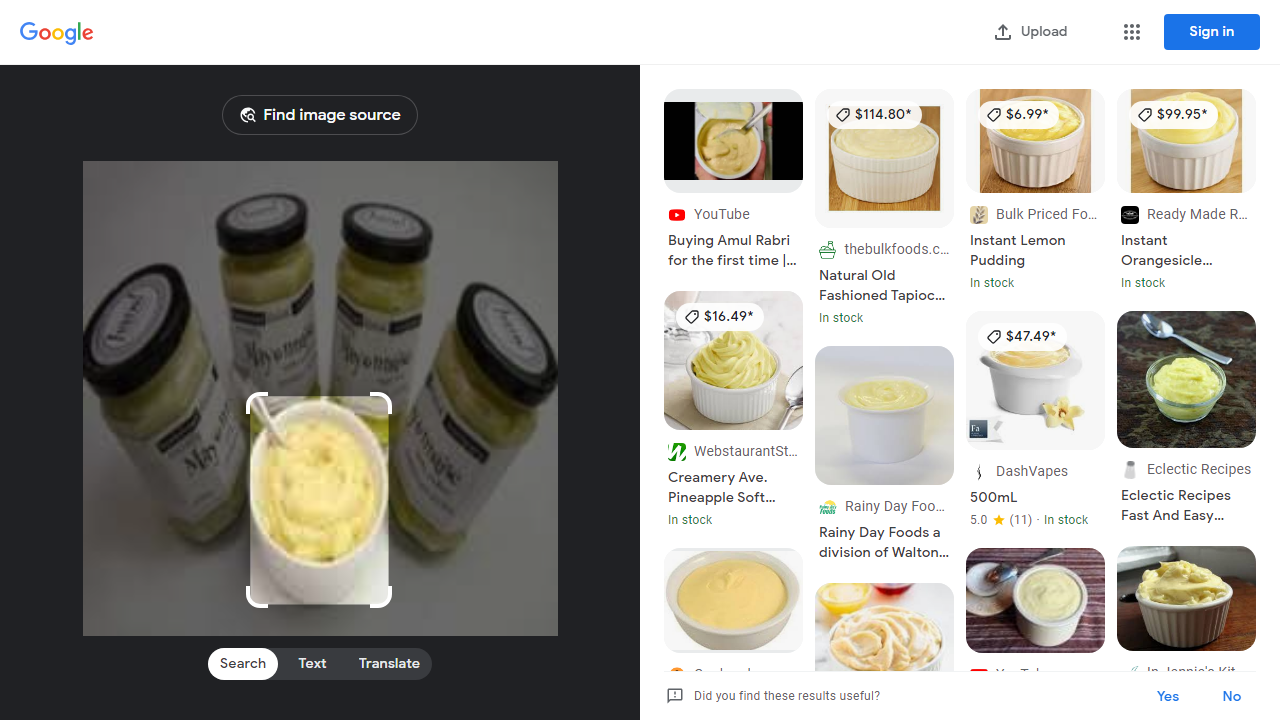 Google
Upload
Sign in
Find image source
Mayonnaise
Mayonnaise
Search
Text
Translate
YouTube
Buying Amul Rabri
for the first time |...
$114.80*
thebulkfoods.c...
Natural Old
Fashioned Tapioc...
In stock
$6.99*
Bulk Priced Fo...
Instant Lemon
Pudding
In stock
$99.95*
Ready Made R...
Instant
Orangesicle...
In stock
$16.49*
WebstaurantSt...
Creamery Ave.
Pineapple Soft...
In stock
Rainy Day Foo...
Rainy Day Foods a
division of Walton...
$47.49*
Fa
DashVapes
500mL
5.0 ★ (11) · In stock
Eclectic Recipes
Eclectic Recipes
Fast And Easy...
YouTube
In Jennie's Kit...
Did you find these results useful?
Yes
No